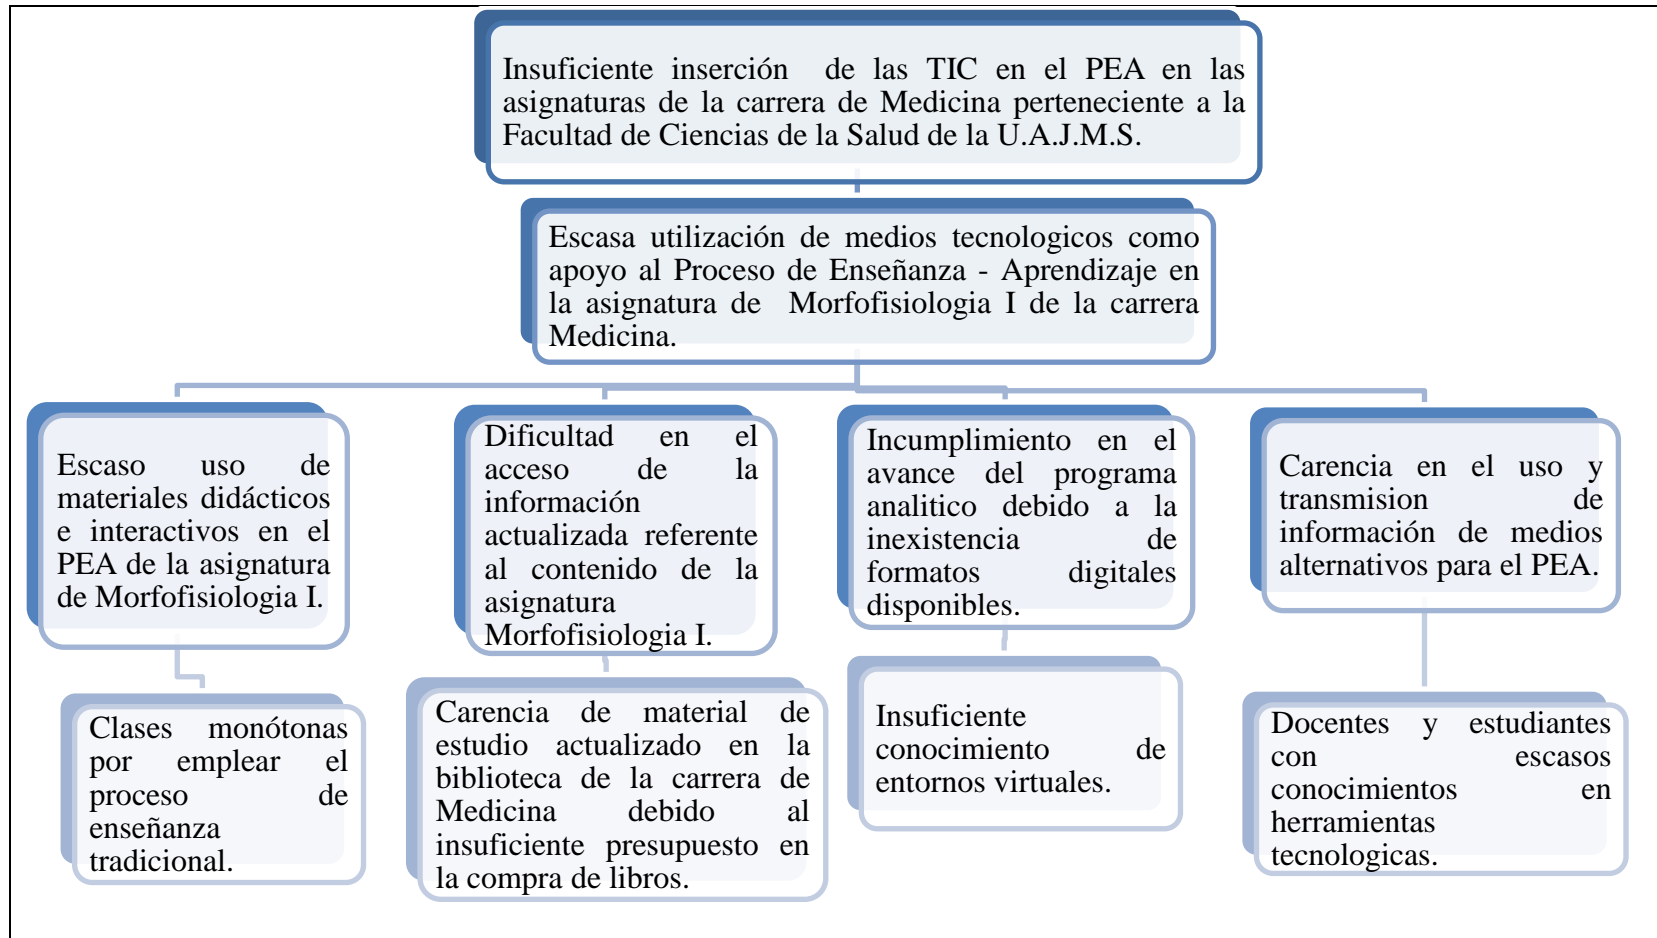 Insuficiente inserción de las TIC en el PEA en las
asignaturas de la carrera de Medicina perteneciente a la
Facultad de Ciencias de la Salud de la U.A.J.M.S.
Escasa utilización de medios tecnologicos como
apoyo al Proceso de Enseñanza - Aprendizaje en
la asignatura de Morfofisiologia I de la carrera
Medicina.
Escaso uso de
materiales didácticos
e interactivos en el
PEA de la asignatura
de Morfofisiologia I.
Dificultad en el
acceso de la
información
actualizada referente
al contenido de la
asignatura
Morfofisiologia I.
Incumplimiento en el
avance del programa
analitico debido a la
inexistencia de
formatos digitales
disponibles.
Carencia en el uso y
transmision de
información de medios
alternativos para el PEA.
Clases monótonas
por emplear el
proceso de
enseñanza
tradicional.
Carencia de material de
estudio actualizado en la
biblioteca de la carrera de
Medicina debido al
insuficiente presupuesto en
la compra de libros.
Insuficiente
conocimiento de
entornos virtuales.
Docentes y estudiantes
con escasos
conocimientos en
herramientas
tecnologicas.